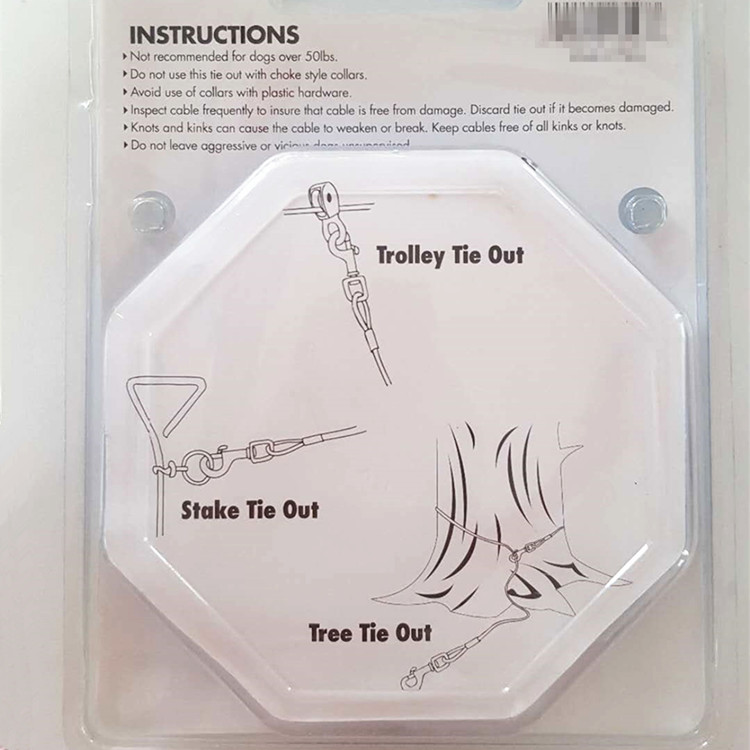 INSTRUCTIONS
Not recommended for dogs over 50lbs.
Do not use this tie out with choke style collars.
Avoid use of collars with plastic hardware.
Inspect cable frequently to insure that cable is free from damage. Discard tie out if it becomes damaged.
Knots and kinks can cause the cable to weaken or break. Keep cables free of all kinks or knots.
Do not leave aggressive or vicious dogs unsupervised
Trolley Tie Out
Stake Tie Out
Tree Tie Out